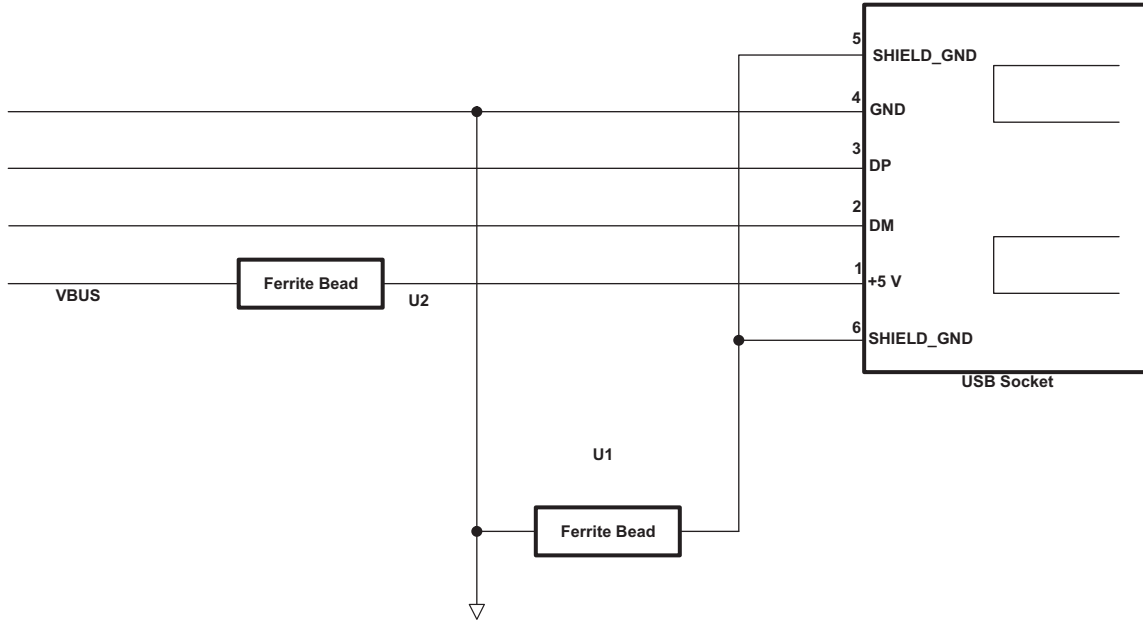 5
SHIELD_GND
4
GND
3
DP
2
DM
1
+5 V
Ferrite Bead
VBUS
U2
6
SHIELD_GND
USB Socket
U1
Ferrite Bead